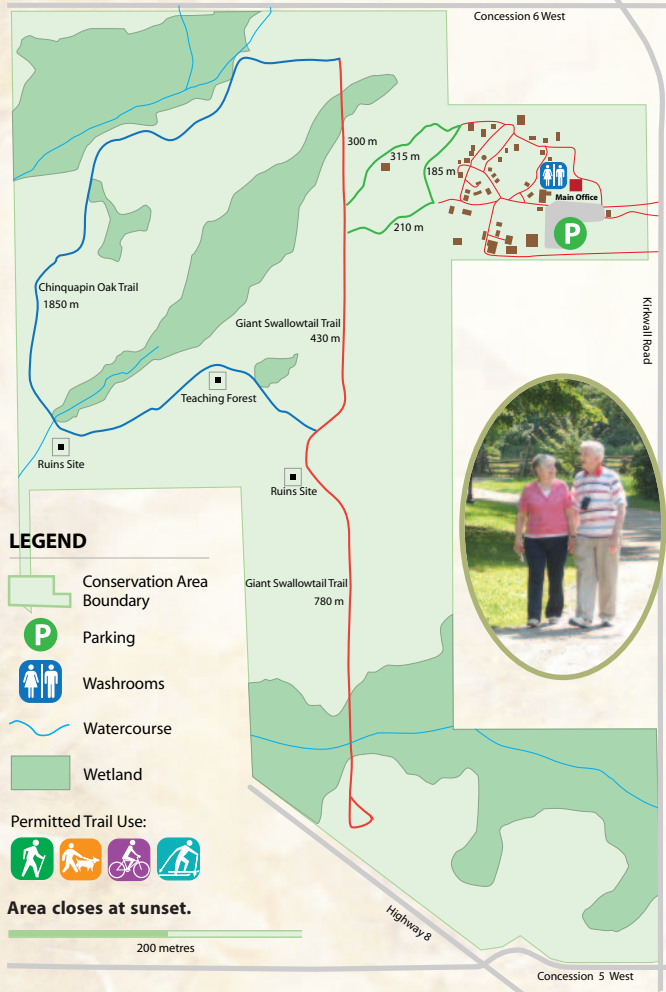 Concession 6 West
300 m
315 m
185 m
Main Office
P
210 m
Chinquapin Oak Trail
1850 m
Kirkwall Road
Giant Swallowtail Trail
430 m
Teaching Forest
Ruins Site
Ruins Site
LEGEND
Conservation Area
Boundary
P
Parking
Washrooms
Watercourse
Wetland
Giant Swallowtail Trail
780 m
Permitted Trail Use:
Area closes at sunset.
200 metres
Highway 8
Concession 5 West